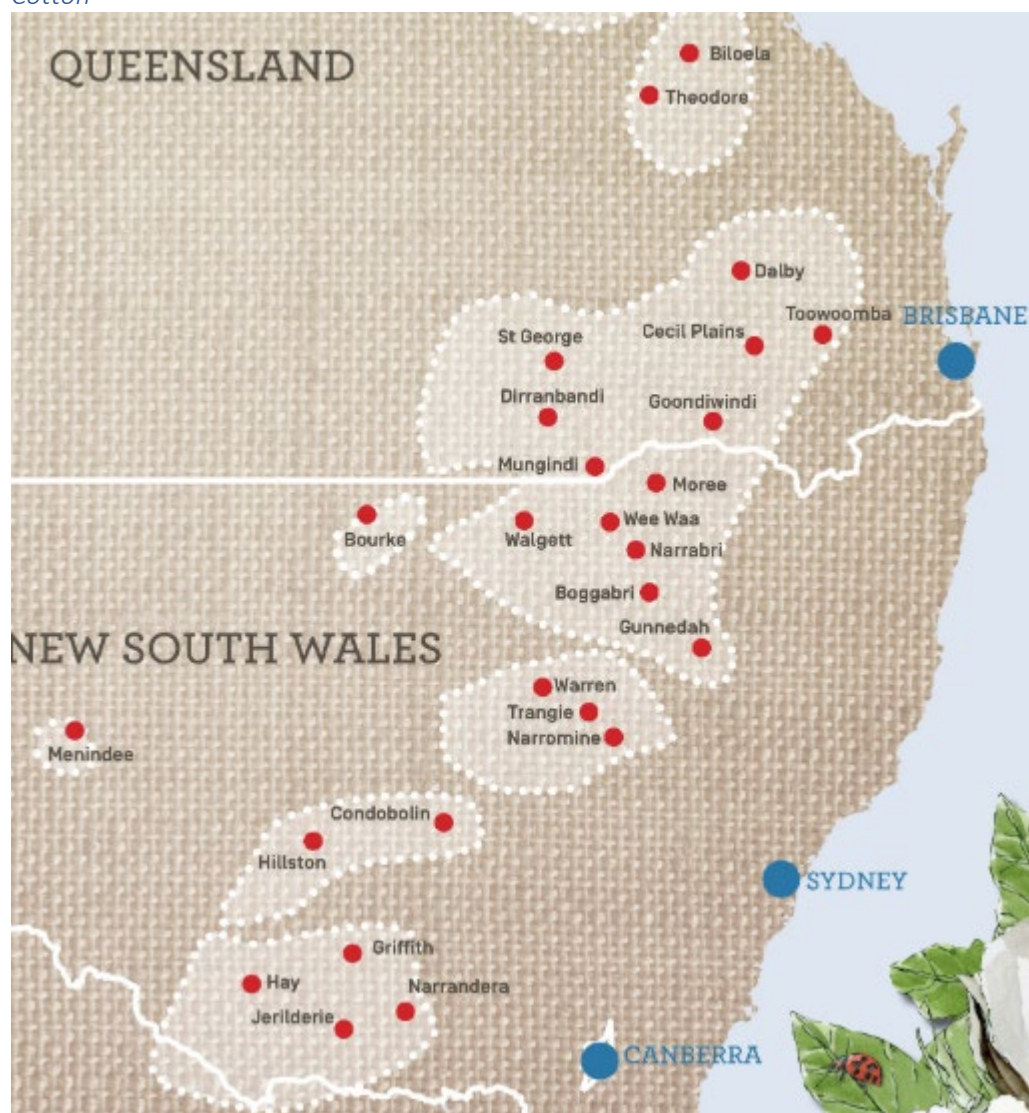 Cotton
QUEENSLAND
Biloela
Theodore
Dalby
Toowoomba
BRISBANE
St George
Cecil Plains
Dirranbandi
Goondiwindi
Mungindi
Moree
Bourke
Walgett
Wee Waa
Narrabri
Boggabri
Gunnedah
NEW SOUTH WALES
Warren
Trangie
Narromine
Menindee
Condobolin
Hillston
SYDNEY
Griffith
Hay
Narrandera
Jerilderie
CANBERRA